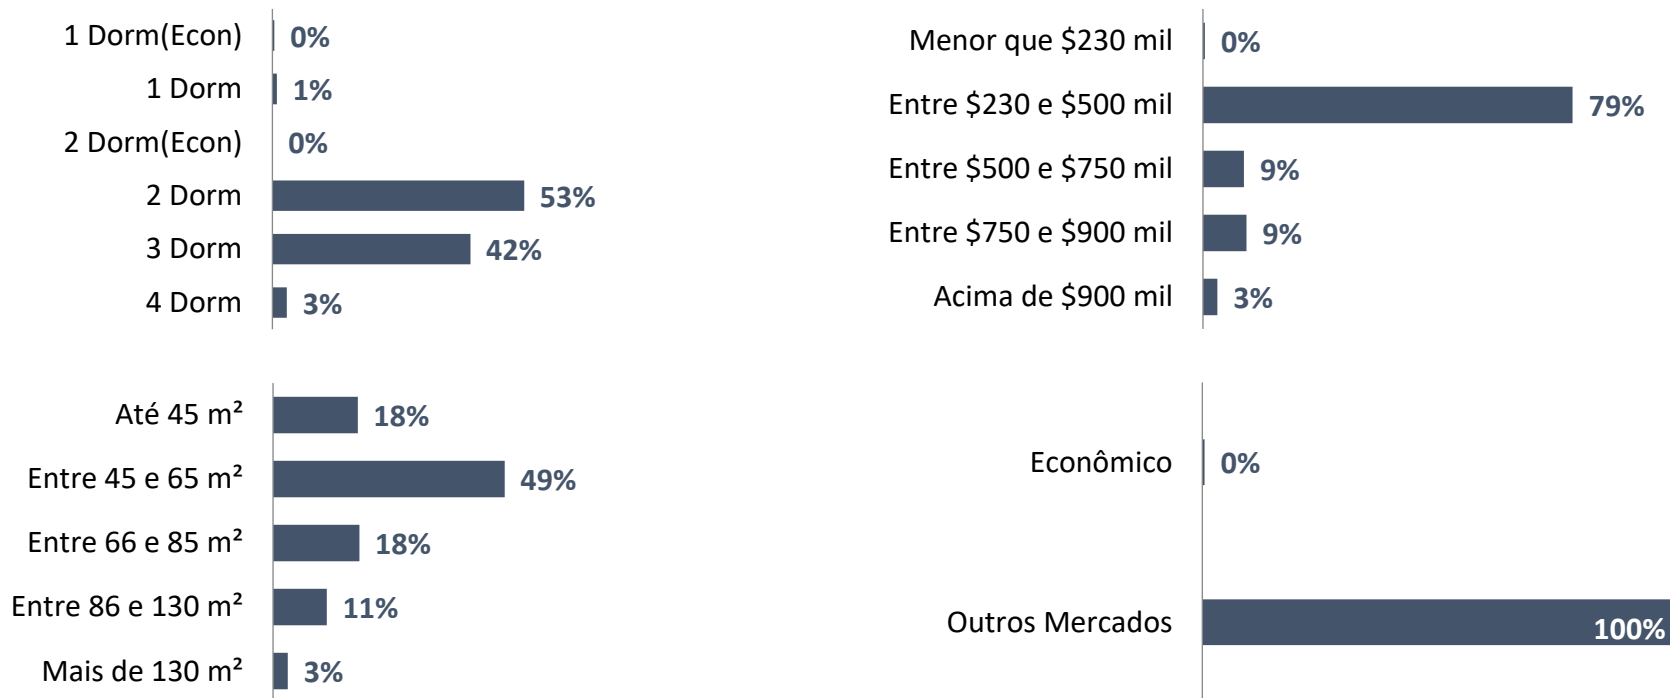 1 Dorm(Econ) 0%
1 Dorm 1%
2 Dorm(Econ) 0%
2 Dorm 53%
3 Dorm 42%
4 Dorm 3%
Menor que $230 mil 0%
Entre $230 e $500 mil 79%
Entre $500 e $750 mil 9%
Entre $750 e $900 mil 9%
Acima de $900 mil 3%
Até 45 m² 18%
Entre 45 e 65 m² 49%
Entre 66 e 85 m² 18%
Entre 86 e 130 m² 11%
Mais de 130 m² 3%
Econômico 0%
Outros Mercados 100%